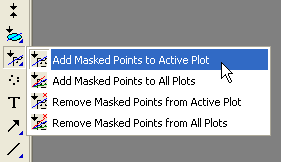 Add Masked Points to Active Plot
Add Masked Points to All Plots
T
Remove Masked Points from Active Plot
Remove Masked Points from All Plots